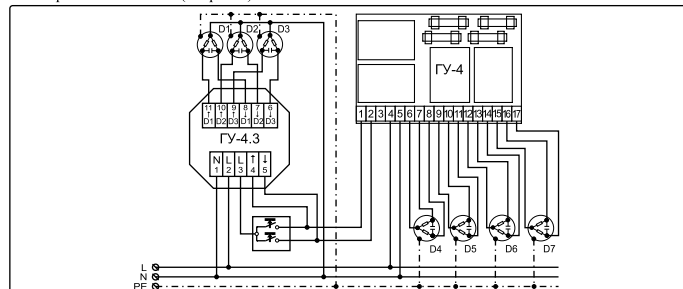 D1 D2 D3
ГУ-4
11 10 9 8 7 6
↑ ↑ ↑ ↓ ↓ ↓
D1 D2 D3 D1 D2 D3
ГУ-4.3
N L L ↑ ↓
1 2 3 4 5
1 2 3 4 5 6 7 8 9 10 11 12 13 14 15 16 17
D4 D5 D6 D7
L
N
PE